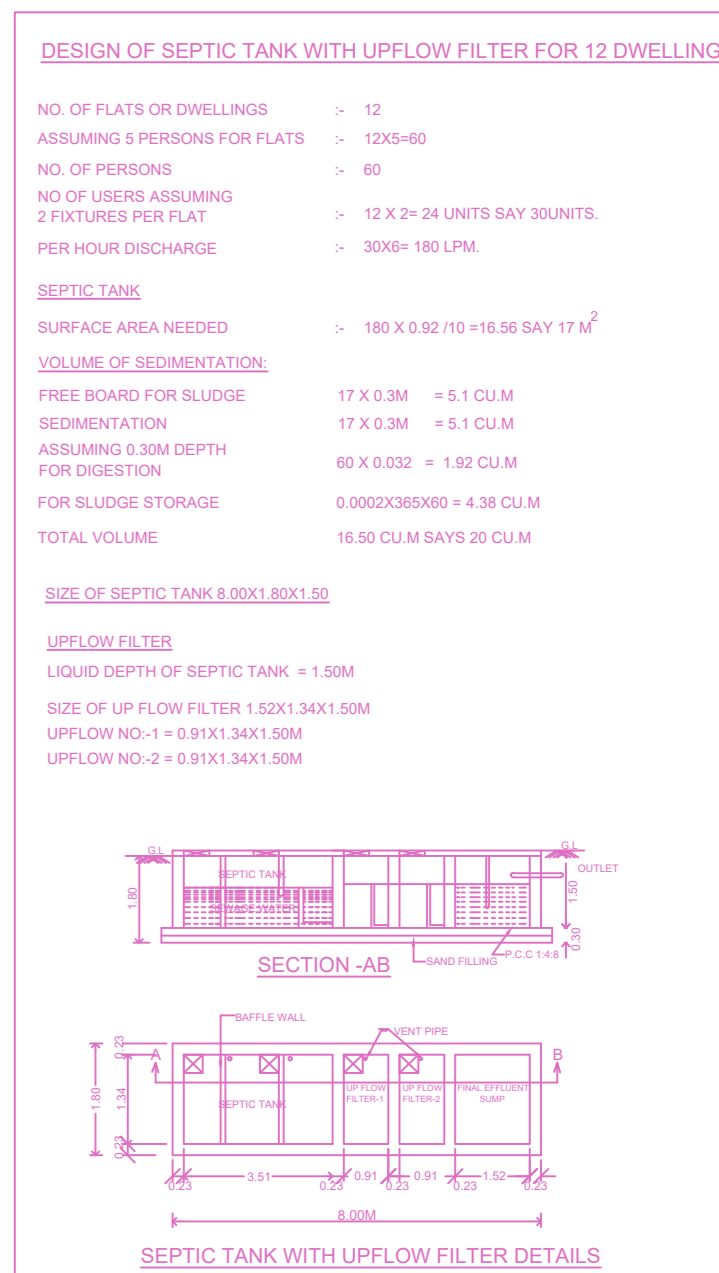 DESIGN OF SEPTIC TANK WITH UPFLOW FILTER FOR 12 DWELLING
NO. OF FLATS OR DWELLINGS :- 12
ASSUMING 5 PERSONS FOR FLATS :- 12X5=60
NO. OF PERSONS :- 60
NO OF USERS ASSUMING
2 FIXTURES PER FLAT :- 12 X 2= 24 UNITS SAY 30UNITS.
PER HOUR DISCHARGE :- 30X6= 180 LPM.
SEPTIC TANK
SURFACE AREA NEEDED :- 180 X 0.92 /10 =16.56 SAY 17 M2
VOLUME OF SEDIMENTATION:
FREE BOARD FOR SLUDGE 17 X 0.3M = 5.1 CU.M
SEDIMENTATION 17 X 0.3M = 5.1 CU.M
ASSUMING 0.30M DEPTH
FOR DIGESTION 60 X 0.032 = 1.92 CU.M
FOR SLUDGE STORAGE 0.0002X365X60 = 4.38 CU.M
TOTAL VOLUME 16.50 CU.M SAYS 20 CU.M
SIZE OF SEPTIC TANK 8.00X1.80X1.50
UPFLOW FILTER
LIQUID DEPTH OF SEPTIC TANK = 1.50M
SIZE OF UP FLOW FILTER 1.52X1.34X1.50M
UPFLOW NO:-1 = 0.91X1.34X1.50M
UPFLOW NO:-2 = 0.91X1.34X1.50M
G.L
G.L
OUTLET
SEPTIC TANK
SEWAGE WATER
1.80
1.50
0.30
P.C.C 1:4:8
SAND FILLING
SECTION -AB
BAFFLE WALL
VENT PIPE
0.23
A
B
1.80
1.34
UP FLOW
FILTER-1
UP FLOW
FILTER-2
FINAL EFFLUENT
SUMP
SEPTIC TANK
0.23
3.51
0.91
0.91
1.52
0.23
0.23
0.23
0.23
0.23
8.00M
SEPTIC TANK WITH UPFLOW FILTER DETAILS